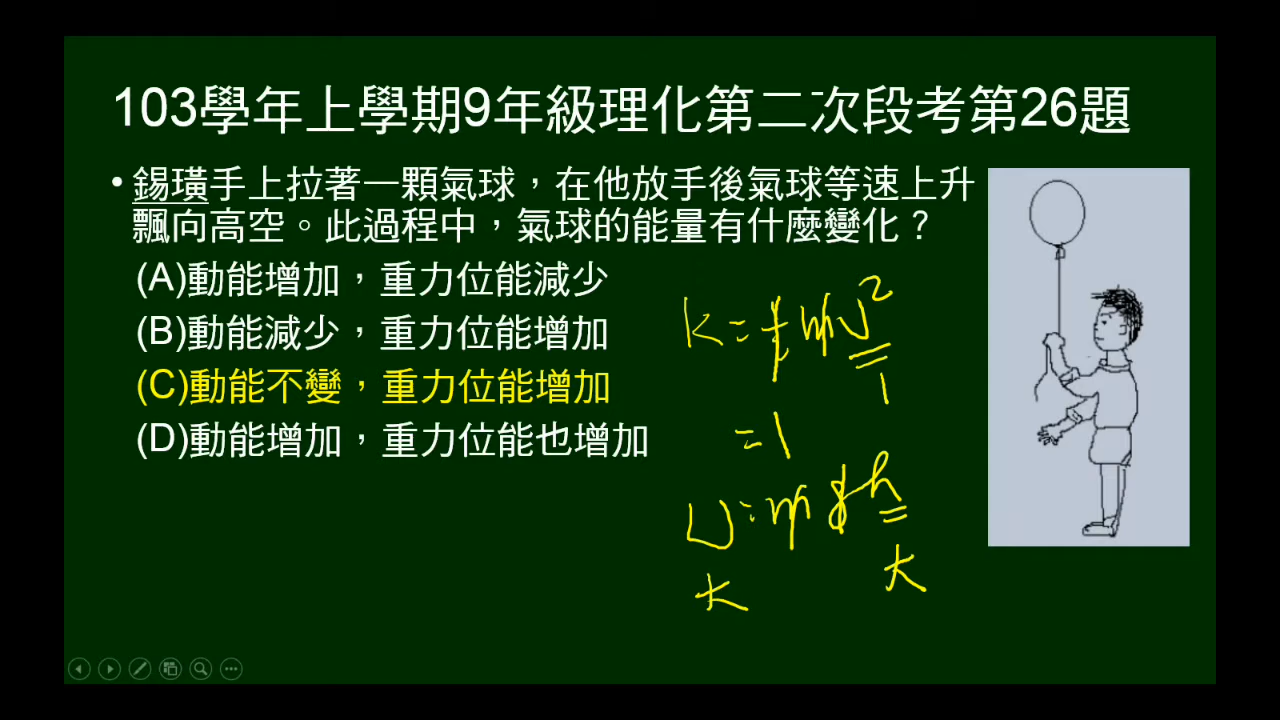 103學年上學期9年級理化第二次段考第26題
• 錫璜手上拉著一顆氣球，在他放手後氣球等速上升
飄向高空。此過程中，氣球的能量有什麼變化？
(A)動能增加，重力位能減少
(B)動能減少，重力位能增加
(C)動能不變，重力位能增加
(D)動能增加，重力位能也增加
K=½mv²
1
=1
U=mgh
大
大